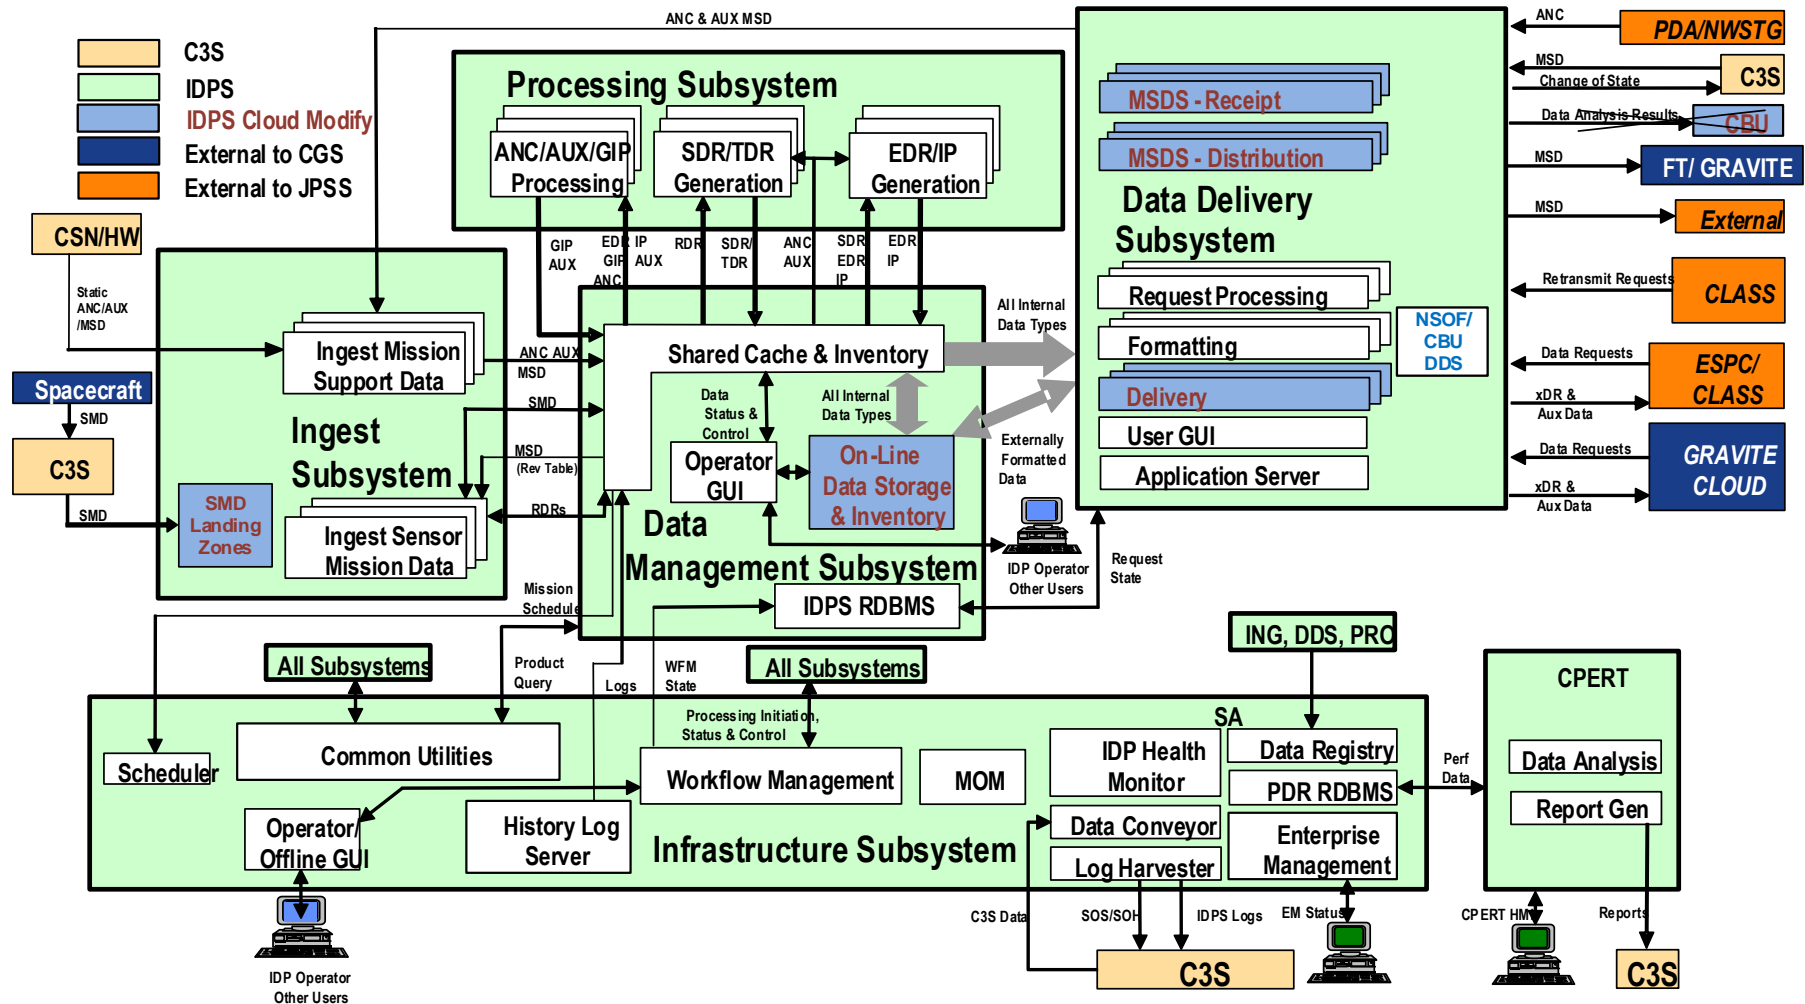 ANC & AUX MSD
C3S
IDPS
IDPS Cloud Modify
External to CGS
External to JPSS
Processing Subsystem
ANC/AUX/GIP
Processing
SDR/TDR
Generation
EDR/IP
Generation
MSDS - Receipt
MSDS - Distribution
Data Delivery
Subsystem
Request Processing
Formatting
Delivery
User GUI
Application Server
NSOF/
CBU
DDS
ANC
PDA/NWSTG
MSD
Change of State
C3S
Data Analysis Results
CBU
MSD
FT/ GRAVITE
MSD
External
Retransmit Requests
CLASS
Data Requests
xDR &
Aux Data
ESPC/
CLASS
Data Requests
xDR &
Aux Data
GRAVITE
CLOUD
CSN/HW
Static
ANC/AUX
/MSD
Spacecraft
SMD
C3S
SMD
Ingest Mission
Support Data
Ingest
Subsystem
SMD
Landing
Zones
Ingest Sensor
Mission Data
GIP
AUX
EDR IP
GIP AUX
ANC
RDR
SDR/
TDR
ANC
AUX
SDR
EDR
IP
EDR
IP
ANC AUX
MSD
SMD
MSD
(Rev Table)
RDRs
Shared Cache & Inventory
Data
Status &
Control
All Internal
Data Types
All Internal
Data Types
Operator
GUI
On-Line
Data Storage
& Inventory
Externally
Formatted
Data
Data
Management Subsystem
IDPS RDBMS
IDP Operator
Other Users
Request
State
Mission
Schedule
Product
Query
Logs
WFM
State
All Subsystems
All Subsystems
Processing Initiation,
Status & Control
ING, DDS, PRO
SA
Scheduler
Common Utilities
Workflow Management
MOM
IDP Health
Monitor
Data Registry
PDR RDBMS
Operator/
Offline GUI
History Log
Server
Infrastructure Subsystem
Data Conveyor
Log Harvester
Enterprise
Management
Perf
Data
CPERT
Data Analysis
Report Gen
C3S Data
SOS/SOH
IDPS Logs
EM Status
CPERT HMI
Reports
C3S
C3S
IDP Operator
Other Users